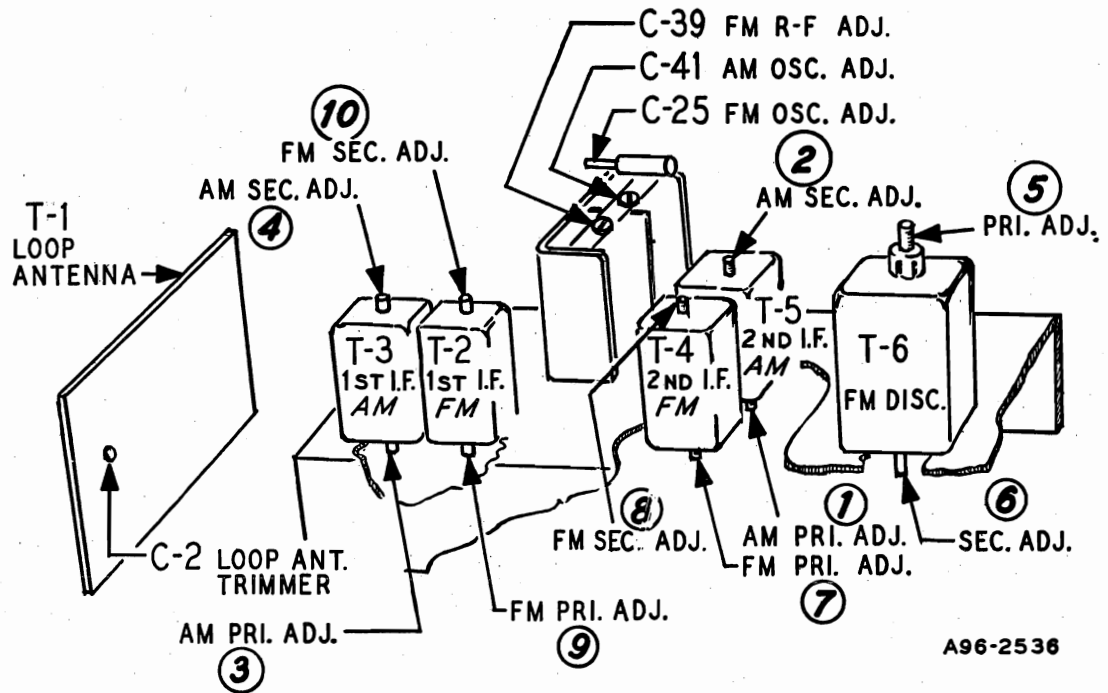 C-39 FM R-F ADJ.
C-41 AM OSC. ADJ.
C-25 FM OSC. ADJ.
10
FM SEC. ADJ.
AM SEC. ADJ.
4
2
AM SEC. ADJ.
5
PRI. ADJ.
T-1
LOOP
ANTENNA
T-3
1ST I.F.
AM
T-2
1ST I.F.
FM
T-4
2ND I.F.
FM
T-5
2ND I.F.
AM
T-6
FM DISC.
8
FM SEC. ADJ.
1
AM PRI. ADJ.
FM PRI. ADJ.
7
6
SEC. ADJ.
C-2 LOOP ANT.
TRIMMER
AM PRI. ADJ.
3
FM PRI. ADJ.
9
A96-2536